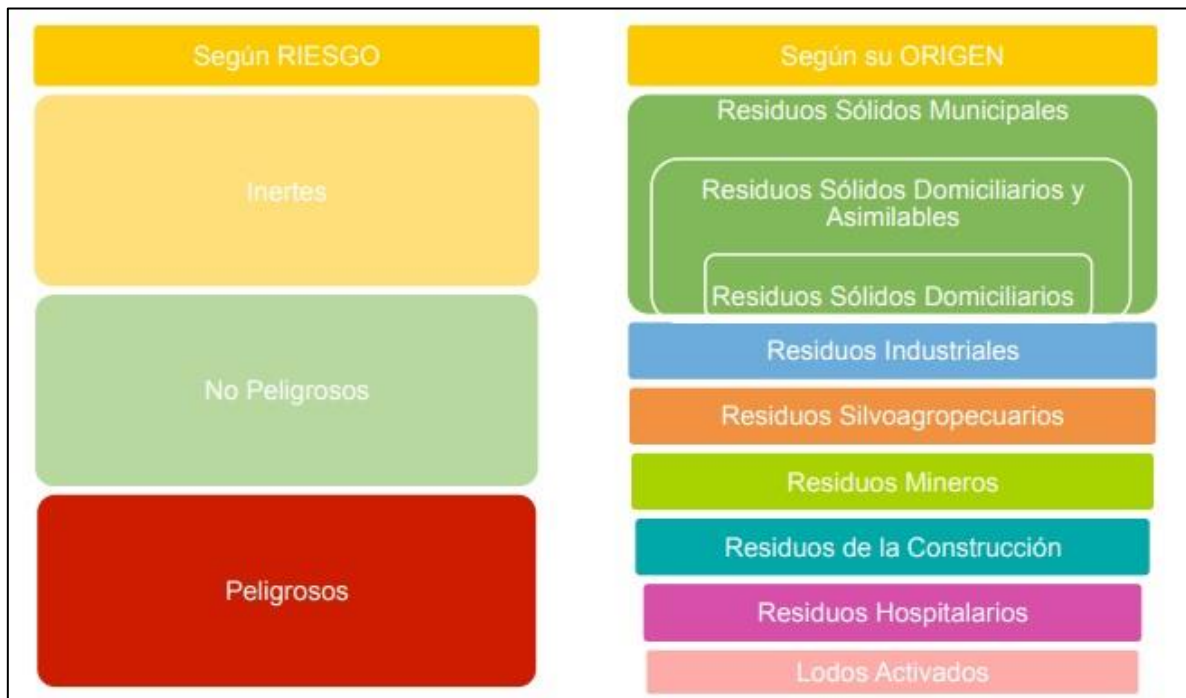 Según RIESGO
Inertes
No Peligrosos
Peligrosos
Según su ORIGEN
Residuos Sólidos Municipales
Residuos Sólidos Domiciliarios y
Asimilables
Residuos Sólidos Domiciliarios
Residuos Industriales
Residuos Silvoagropecuarios
Residuos Mineros
Residuos de la Construcción
Residuos Hospitalarios
Lodos Activados